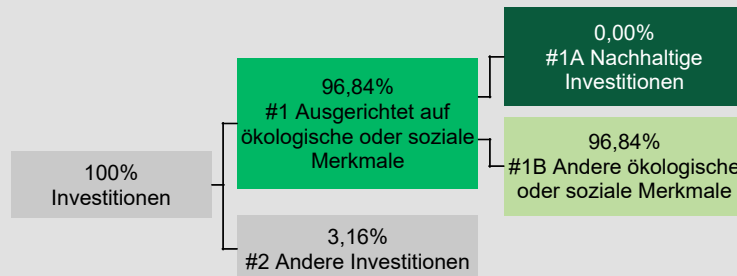 100%
Investitionen
96,84%
#1 Ausgerichtet auf
ökologische oder soziale
Merkmale
3,16%
#2 Andere Investitionen
0,00%
#1A Nachhaltige
Investitionen
96,84%
#1B Andere ökologische
oder soziale Merkmale